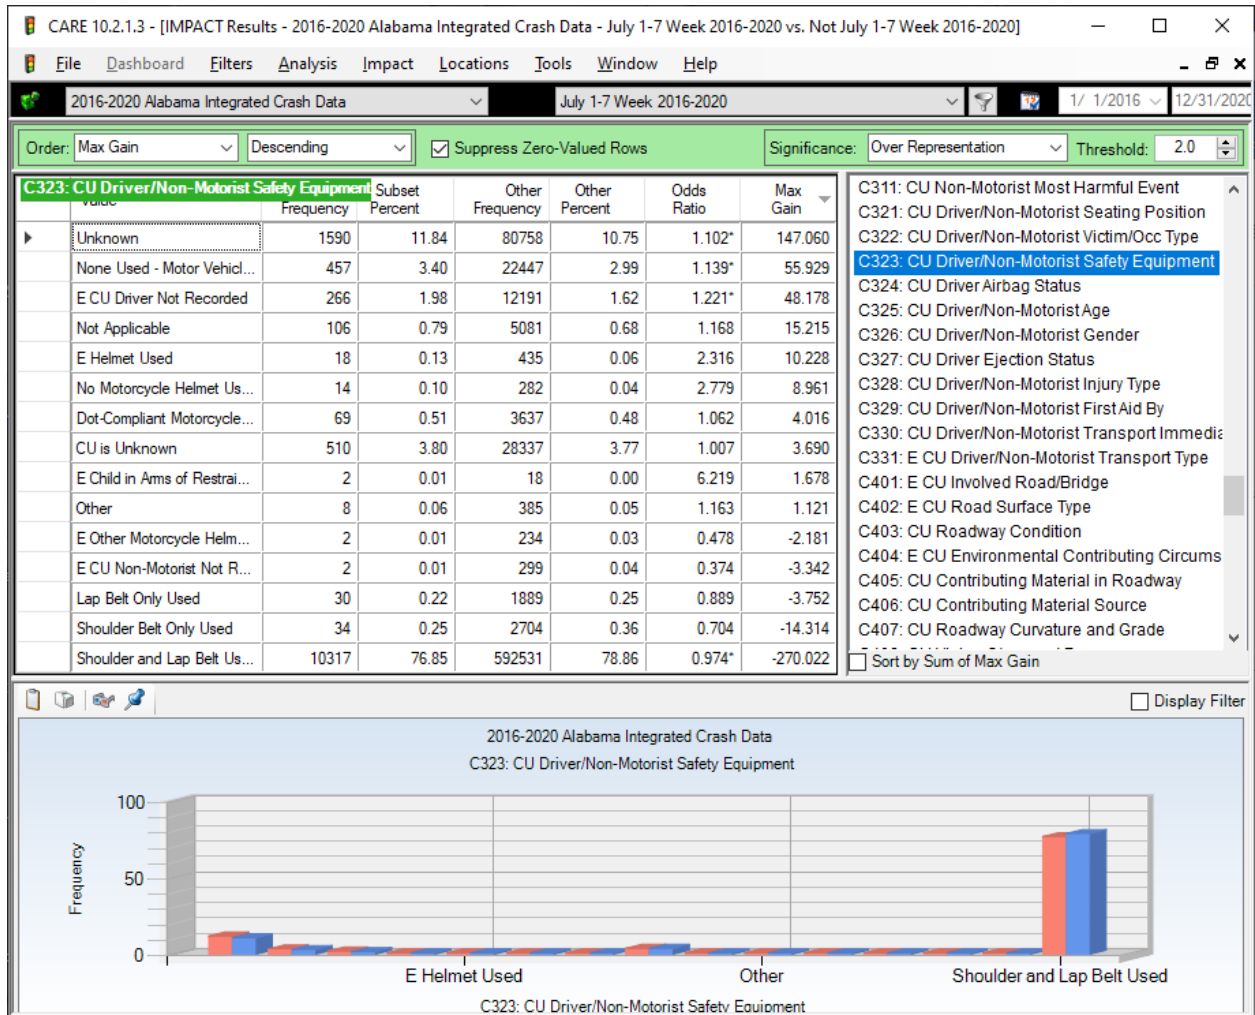 CARE 10.2.1.3 - [IMPACT Results - 2016-2020 Alabama Integrated Crash Data - July 1-7 Week 2016-2020 vs. Not July 1-7 Week 2016-2020]
File Dashboard Filters Analysis Impact Locations Tools Window Help
2016-2020 Alabama Integrated Crash Data July 1-7 Week 2016-2020 1/ 1/2016 12/31/2020
Order: Max Gain Descending Suppress Zero-Valued Rows Significance: Over Representation Threshold: 2.0
C323: CU Driver/Non-Motorist Safety Equipment
Value Frequency Subset Percent Other Frequency Other Percent Odds Ratio Max Gain
Unknown 1590 11.84 80758 10.75 1.102* 147.060
None Used - Motor Vehicl... 457 3.40 22447 2.99 1.139* 55.929
E CU Driver Not Recorded 266 1.98 12191 1.62 1.221* 48.178
Not Applicable 106 0.79 5081 0.68 1.168 15.215
E Helmet Used 18 0.13 435 0.06 2.316 10.228
No Motorcycle Helmet Us... 14 0.10 282 0.04 2.779 8.961
Dot-Compliant Motorcycle... 69 0.51 3637 0.48 1.062 4.016
CU is Unknown 510 3.80 28337 3.77 1.007 3.690
E Child in Arms of Restrai... 2 0.01 18 0.00 6.219 1.678
Other 8 0.06 385 0.05 1.163 1.121
E Other Motorcycle Helm... 2 0.01 234 0.03 0.478 -2.181
E CU Non-Motorist Not R... 2 0.01 299 0.04 0.374 -3.342
Lap Belt Only Used 30 0.22 1889 0.25 0.889 -3.752
Shoulder Belt Only Used 34 0.25 2704 0.36 0.704 -14.314
Shoulder and Lap Belt Us... 10317 76.85 592531 78.86 0.974* -270.022
C311: CU Non-Motorist Most Harmful Event
C321: CU Driver/Non-Motorist Seating Position
C322: CU Driver/Non-Motorist Victim/Occ Type
C323: CU Driver/Non-Motorist Safety Equipment
C324: CU Driver Airbag Status
C325: CU Driver/Non-Motorist Age
C326: CU Driver/Non-Motorist Gender
C327: CU Driver Ejection Status
C328: CU Driver/Non-Motorist Injury Type
C329: CU Driver/Non-Motorist First Aid By
C330: CU Driver/Non-Motorist Transport Immedia
C331: E CU Driver/Non-Motorist Transport Type
C401: E CU Involved Road/Bridge
C402: E CU Road Surface Type
C403: CU Roadway Condition
C404: E CU Environmental Contributing Circums
C405: CU Contributing Material in Roadway
C406: CU Contributing Material Source
C407: CU Roadway Curvature and Grade
Sort by Sum of Max Gain
Display Filter
2016-2020 Alabama Integrated Crash Data
C323: CU Driver/Non-Motorist Safety Equipment
100
50
0
Frequency
E Helmet Used Other Shoulder and Lap Belt Used
C323: CU Driver/Non-Motorist Safety Equipment